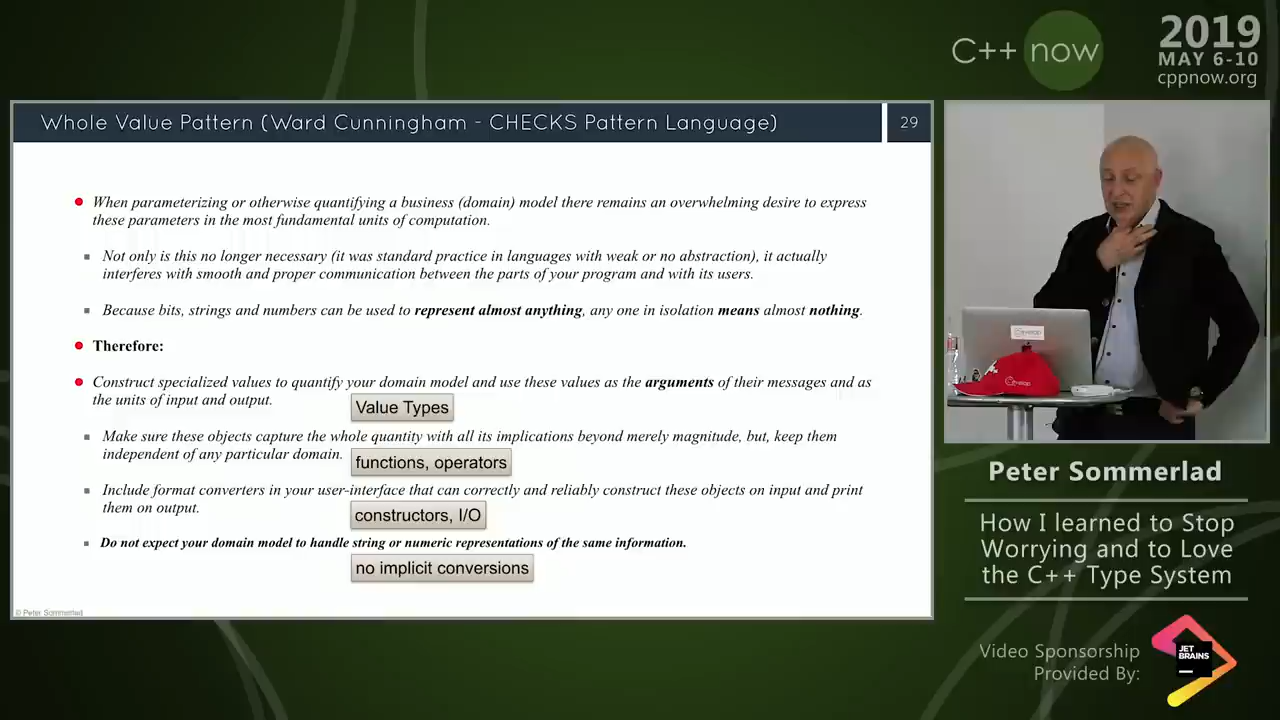 C++ now
2019
MAY 6-10
cppnow.org
Whole Value Pattern (Ward Cunningham - CHECKS Pattern Language)
29
When parameterizing or otherwise quantifying a business (domain) model there remains an overwhelming desire to express
these parameters in the most fundamental units of computation.
Not only is this no longer necessary (it was standard practice in languages with weak or no abstraction), it actually
interferes with smooth and proper communication between the parts of your program and with its users.
Because bits, strings and numbers can be used to represent almost anything, any one in isolation means almost nothing.
Therefore:
Construct specialized values to quantify your domain model and use these values as the arguments of their messages and as
the units of input and output.
Value Types
Make sure these objects capture the whole quantity with all its implications beyond merely magnitude, but, keep them
independent of any particular domain.
functions, operators
Include format converters in your user-interface that can correctly and reliably construct these objects on input and print
them on output.
constructors, I/O
Do not expect your domain model to handle string or numeric representations of the same information.
no implicit conversions
© Peter Sommerlad
Peter Sommerlad
How I learned to Stop
Worrying and to Love
the C++ Type System
Video Sponsorship
Provided By:
JET
BRAINS